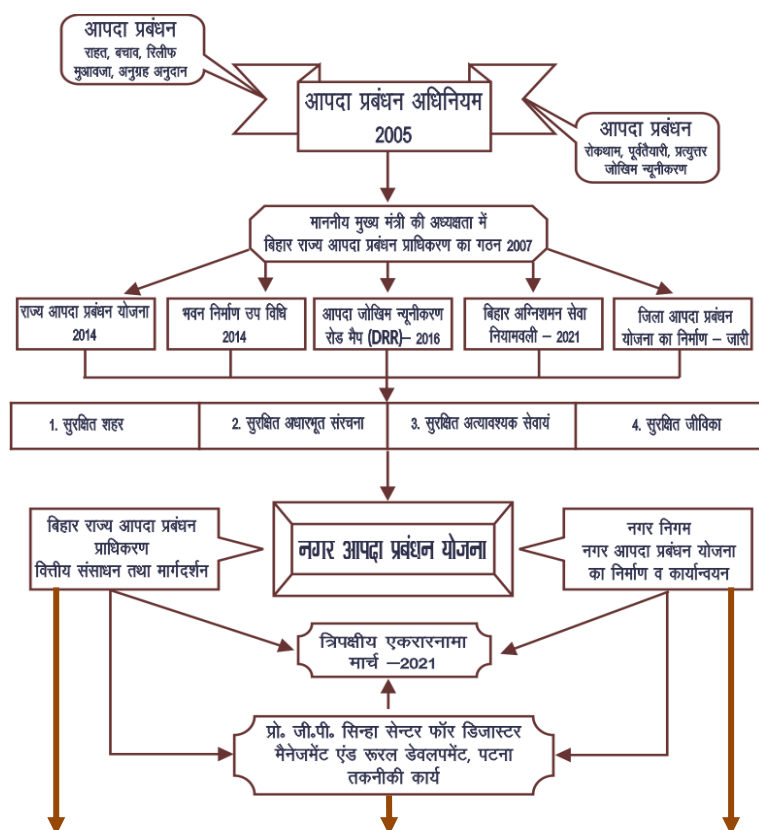 आपदा प्रबंधन
राहत, बचाव, रिलीफ
मुआवजा, अनुग्रह अनुदान
आपदा प्रबंधन अधिनियम
2005
आपदा प्रबंधन
रोकथाम, पूर्वतैयारी, प्रत्युत्तर
जोखिम न्यूनीकरण
माननीय मुख्य मंत्री की अध्यक्षता में
बिहार राज्य आपदा प्रबंधन प्राधिकरण का गठन 2007
राज्य आपदा प्रबंधन योजना
2014
भवन निर्माण उप विधि
2014
आपदा जोखिम न्यूनीकरण
रोड मैप (DRR)– 2016
बिहार अग्निशमन सेवा
नियामवली – 2021
जिला आपदा प्रबंधन
योजना का निर्माण – जारी
1. सुरक्षित शहर
2. सुरक्षित अधारभूत संरचना
3. सुरक्षित अत्यावश्यक सेवायं
4. सुरक्षित जीविका
बिहार राज्य आपदा प्रबंधन
प्राधिकरण
वित्तीय संसाधन तथा मार्गदर्शन
नगर आपदा प्रबंधन योजना
नगर निगम
नगर आपदा प्रबंधन योजना
का निर्माण व कार्यान्वयन
त्रिपक्षीय एकरारनामा
मार्च –2021
प्रो॰ जी॰पी॰ सिन्हा सेन्टर फॉर डिजास्टर
मैनेजमेंट एंड रूरल डेवलपमेंट, पटना
तकनीकी कार्य